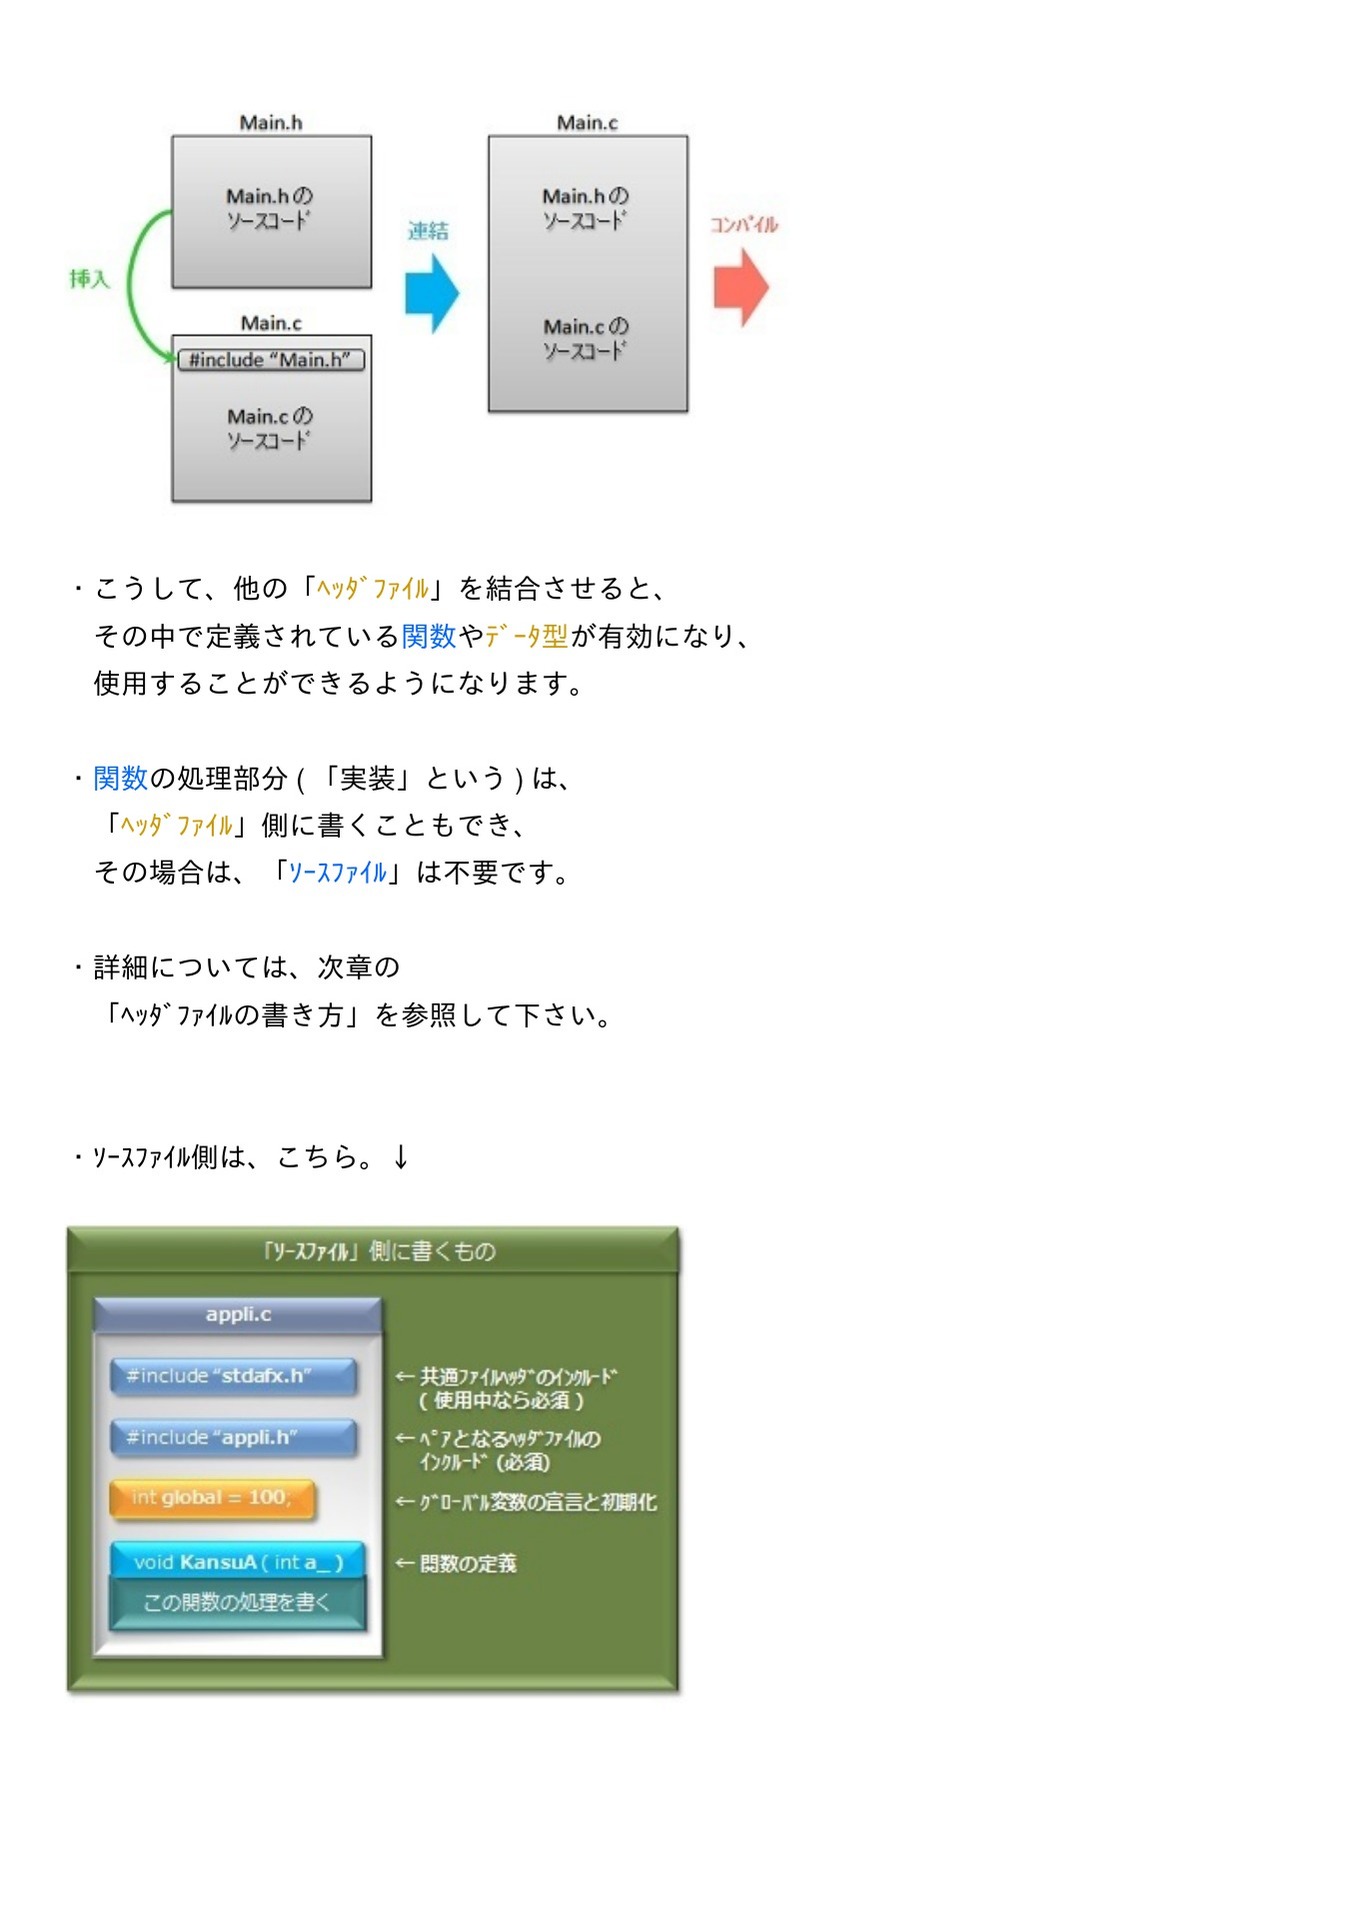 Main.h
Main.hの
ｿｰｽｺｰﾄﾞ
挿入
Main.c
#include “Main.h”
Main.cの
ｿｰｽｺｰﾄﾞ
連結
Main.c
Main.hの
ｿｰｽｺｰﾄﾞ
Main.cの
ｿｰｽｺｰﾄﾞ
ｺﾝﾊﾟｲﾙ
・こうして、他の「ﾍｯﾀﾞﾌｧｲﾙ」を結合させると、
その中で定義されている関数やﾃﾞｰﾀ型が有効になり、
使用することができるようになります。
・関数の処理部分 ( 「実装」という ) は、
「ﾍｯﾀﾞﾌｧｲﾙ」側に書くこともでき、
その場合は、「ｿｰｽﾌｧｲﾙ」は不要です。
・詳細については、次章の
「ﾍｯﾀﾞﾌｧｲﾙの書き方」を参照して下さい。
・ｿｰｽﾌｧｲﾙ側は、こちら。↓
「ｿｰｽﾌｧｲﾙ」側に書くもの
appli.c
#include “stdafx.h”
← 共通ﾌｧｲﾙﾍｯﾀﾞのｲﾝｸﾙｰﾄﾞ
( 使用中なら必須 )
#include “appli.h”
← ﾍﾟｱとなるﾍｯﾀﾞﾌｧｲﾙの
ｲﾝｸﾙｰﾄﾞ (必須)
int global = 100;
← ｸﾞﾛｰﾊﾞﾙ変数の宣言と初期化
void KansuA ( int a_ )
← 関数の定義
この関数の処理を書く